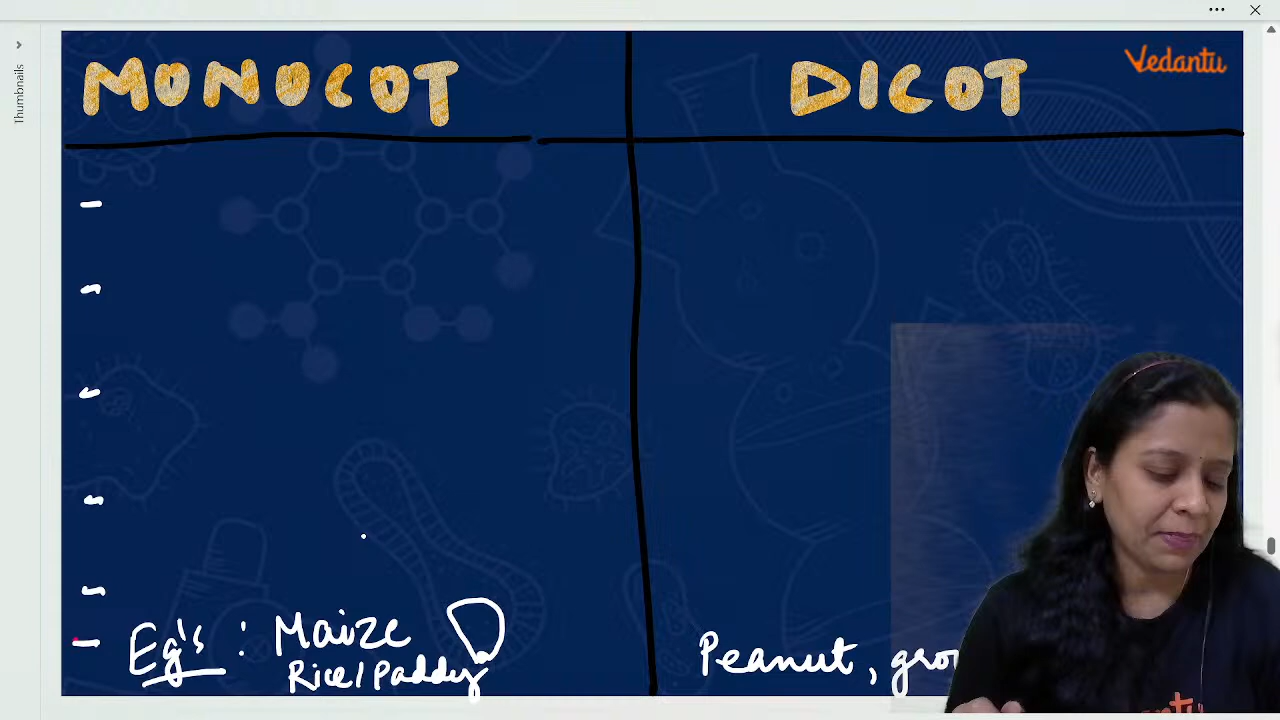 Thumbnails
MONOCOT
DICOT
Vedantu
Eg's : Maize
Rice/Paddy
Peanut,